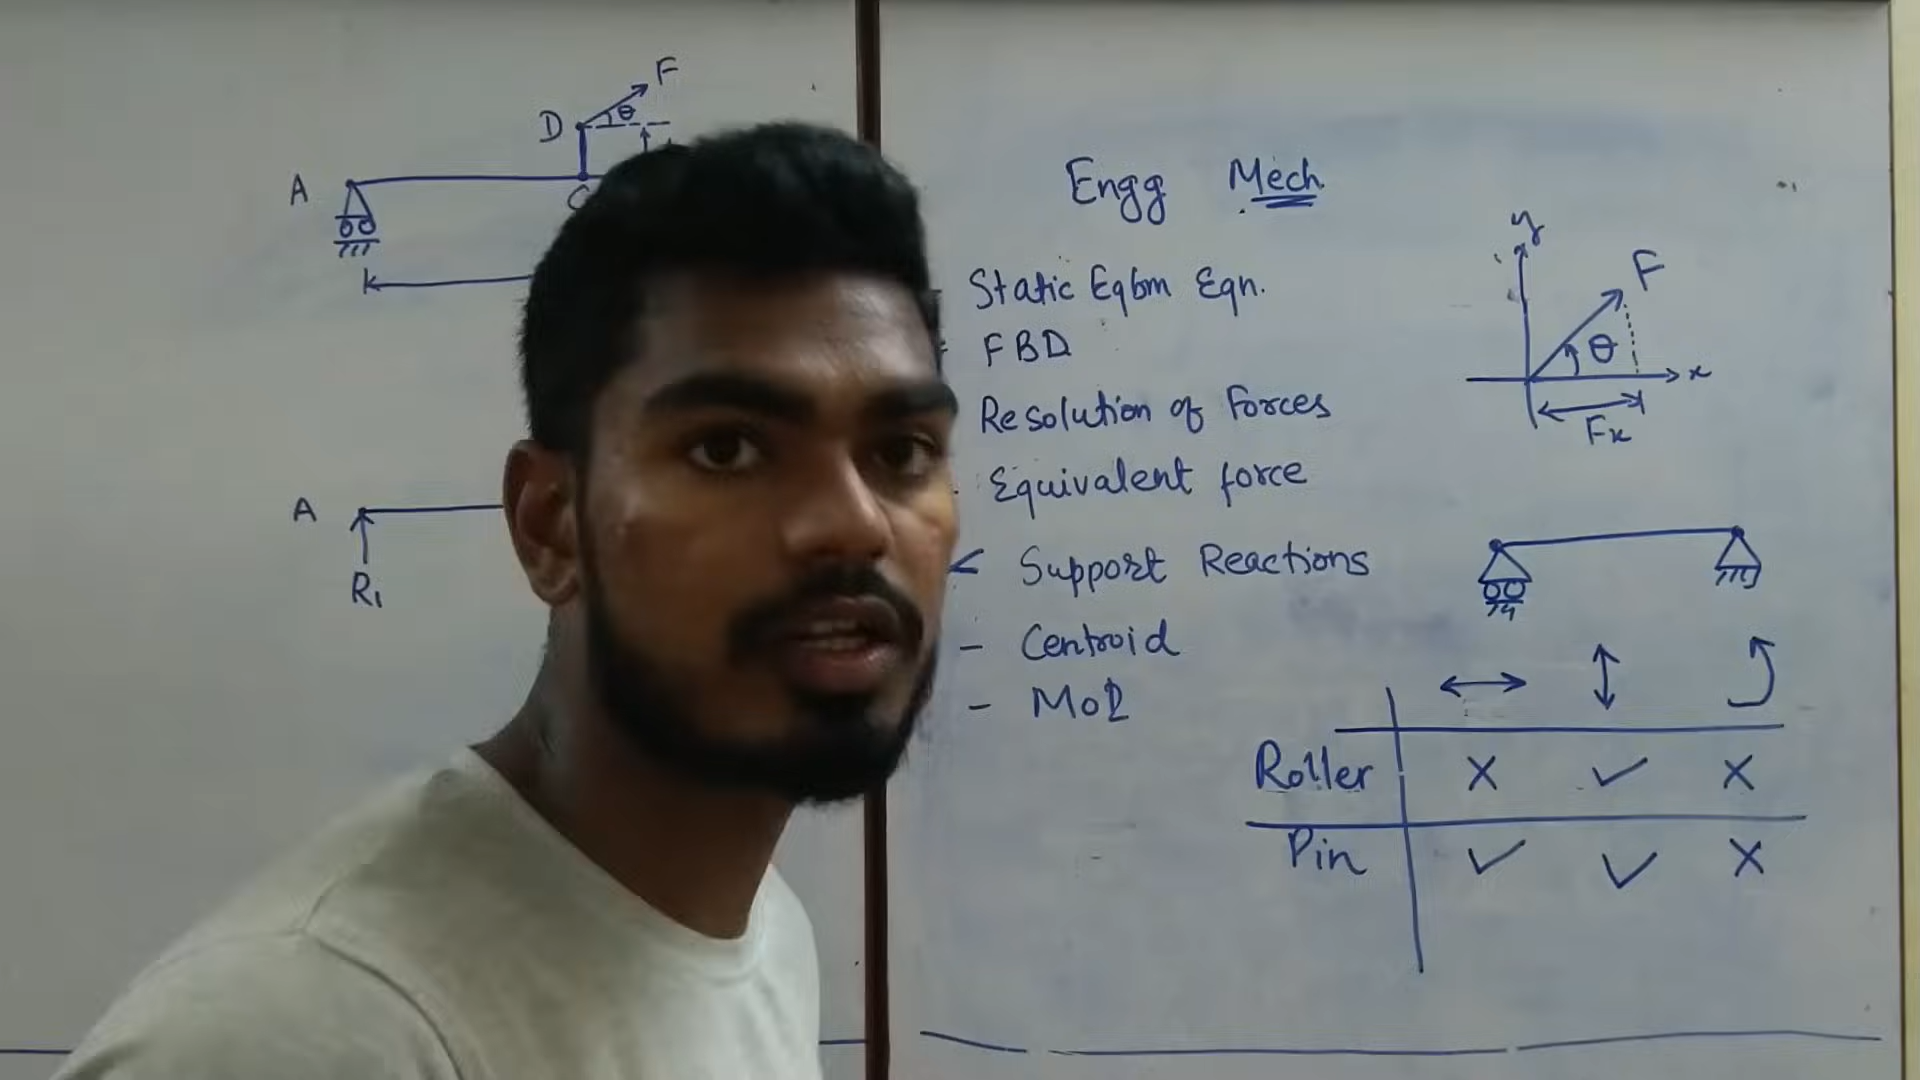 F
D θ
A
C
A
R₁
Engg Mech
- Static Eqbm Eqn.
- FBD
Resolution of Forces
- Equivalent force
< Support Reactions
- Centroid
- MoI
y
F
θ
x
Fx
Roller X ✓ X
Pin ✓ ✓ X